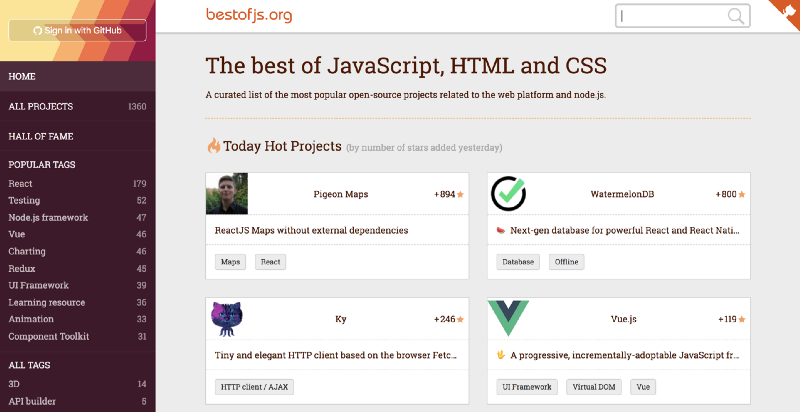 Sign in with GitHub
HOME
ALL PROJECTS 1360
HALL OF FAME
POPULAR TAGS
React 179
Testing 52
Node.js framework 47
Vue 46
Charting 46
Redux 45
UI Framework 39
Learning resource 36
Animation 33
Component Toolkit 31
ALL TAGS
3D 14
API builder 5
bestofjs.org
The best of JavaScript, HTML and CSS
A curated list of the most popular open-source projects related to the web platform and node.js.
Today Hot Projects (by number of stars added yesterday)
Pigeon Maps +894
ReactJS Maps without external dependencies
Maps React
WatermelonDB +800
Next-gen database for powerful React and React Nati...
Database Offline
Ky +246
Tiny and elegant HTTP client based on the browser Fetc...
HTTP client / AJAX
Vue.js +119
A progressive, incrementally-adoptable JavaScript fr...
UI Framework Virtual DOM Vue